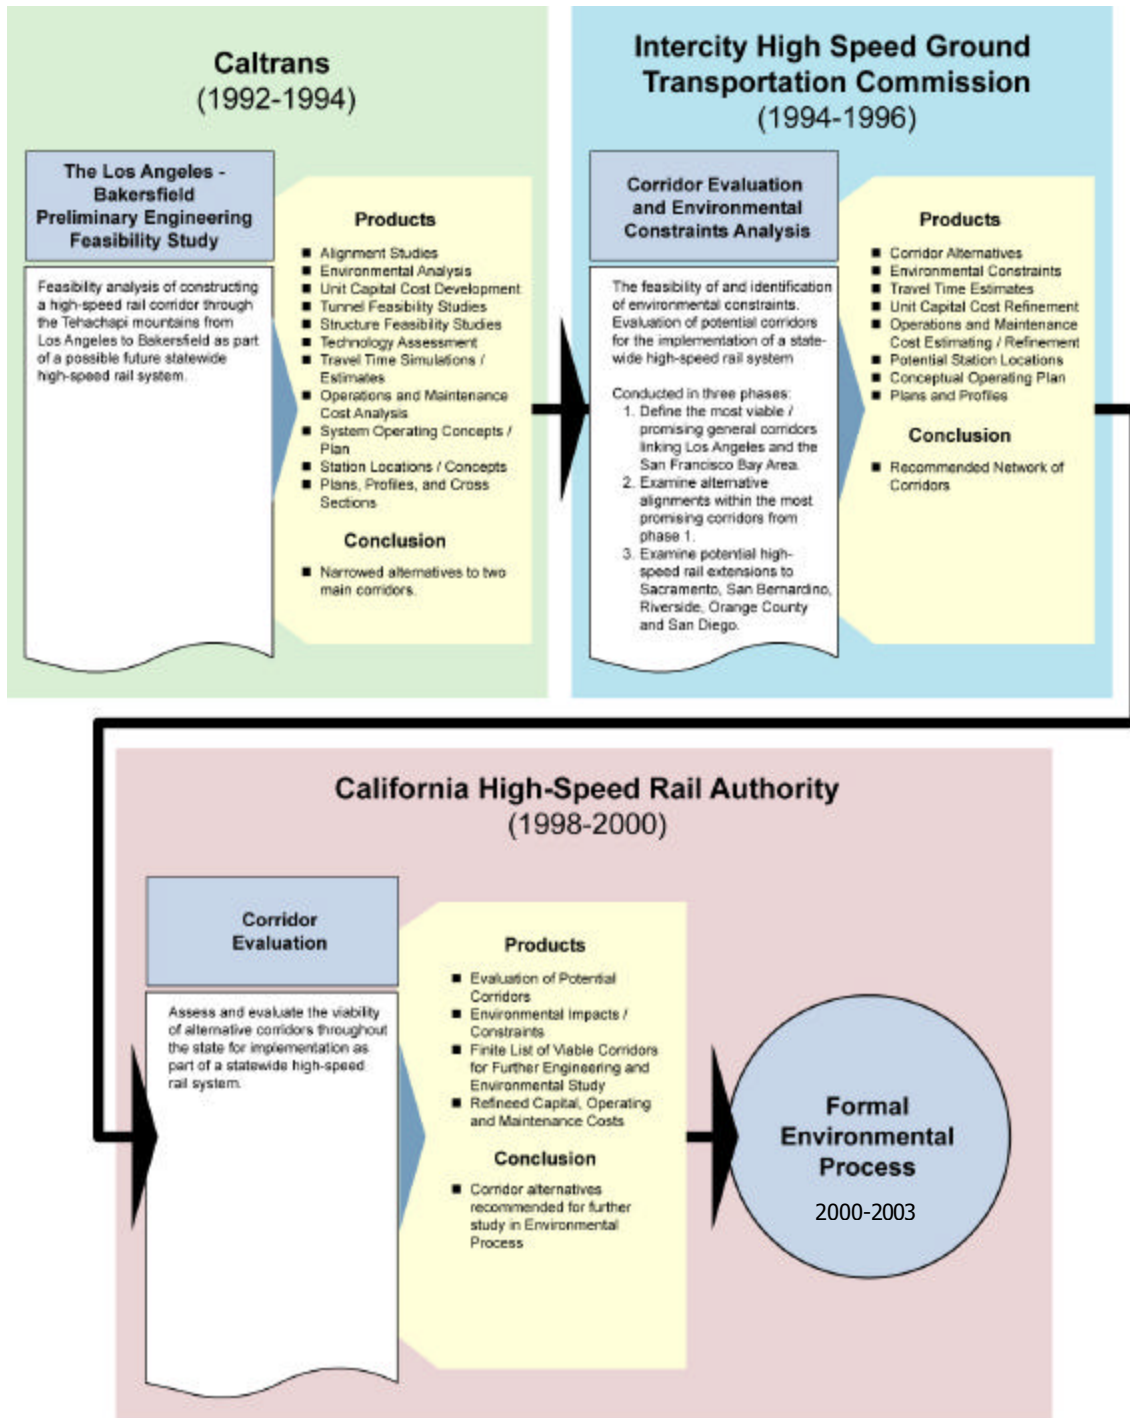 Caltrans
(1992-1994)
The Los Angeles -
Bakersfield
Preliminary Engineering
Feasibility Study
Feasibility analysis of constructing
a high-speed rail corridor through
the Tehachapi mountains from
Los Angeles to Bakersfield as part
of a possible future statewide
high-speed rail system.
Products
■ Alignment Studies
■ Environmental Analysis
■ Unit Capital Cost Development
■ Tunnel Feasibility Studies
■ Structure Feasibility Studies
■ Technology Assessment
■ Travel Time Simulations /
Estimates
■ Operations and Maintenance
Cost Analysis
■ System Operating Concepts /
Plan
■ Station Locations / Concepts
■ Plans, Profiles, and Cross
Sections
Conclusion
■ Narrowed alternatives to two
main corridors.
Intercity High Speed Ground
Transportation Commission
(1994-1996)
Corridor Evaluation
and Environmental
Constraints Analysis
The feasibility of and identification
of environmental constraints.
Evaluation of potential corridors
for the implementation of a state-
wide high-speed rail system
Conducted in three phases:
1. Define the most viable /
promising general corridors
linking Los Angeles and the
San Francisco Bay Area.
2. Examine alternative
alignments within the most
promising corridors from
phase 1.
3. Examine potential high-
speed rail extensions to
Sacramento, San Bernardino,
Riverside, Orange County
and San Diego.
Products
■ Corridor Alternatives
■ Environmental Constraints
■ Travel Time Estimates
■ Unit Capital Cost Refinement
■ Operations and Maintenance
Cost Estimating / Refinement
■ Potential Station Locations
■ Conceptual Operating Plan
■ Plans and Profiles
Conclusion
■ Recommended Network of
Corridors
California High-Speed Rail Authority
(1998-2000)
Corridor
Evaluation
Assess and evaluate the viability
of alternative corridors throughout
the state for implementation as
part of a statewide high-speed
rail system.
Products
■ Evaluation of Potential
Corridors
■ Environmental Impacts /
Constraints
■ Finite List of Viable Corridors
for Further Engineering and
Environmental Study
■ Refineed Capital, Operating
and Maintenance Costs
Conclusion
■ Corridor alternatives
recommended for further
study in Environmental
Process
Formal
Environmental
Process
2000-2003